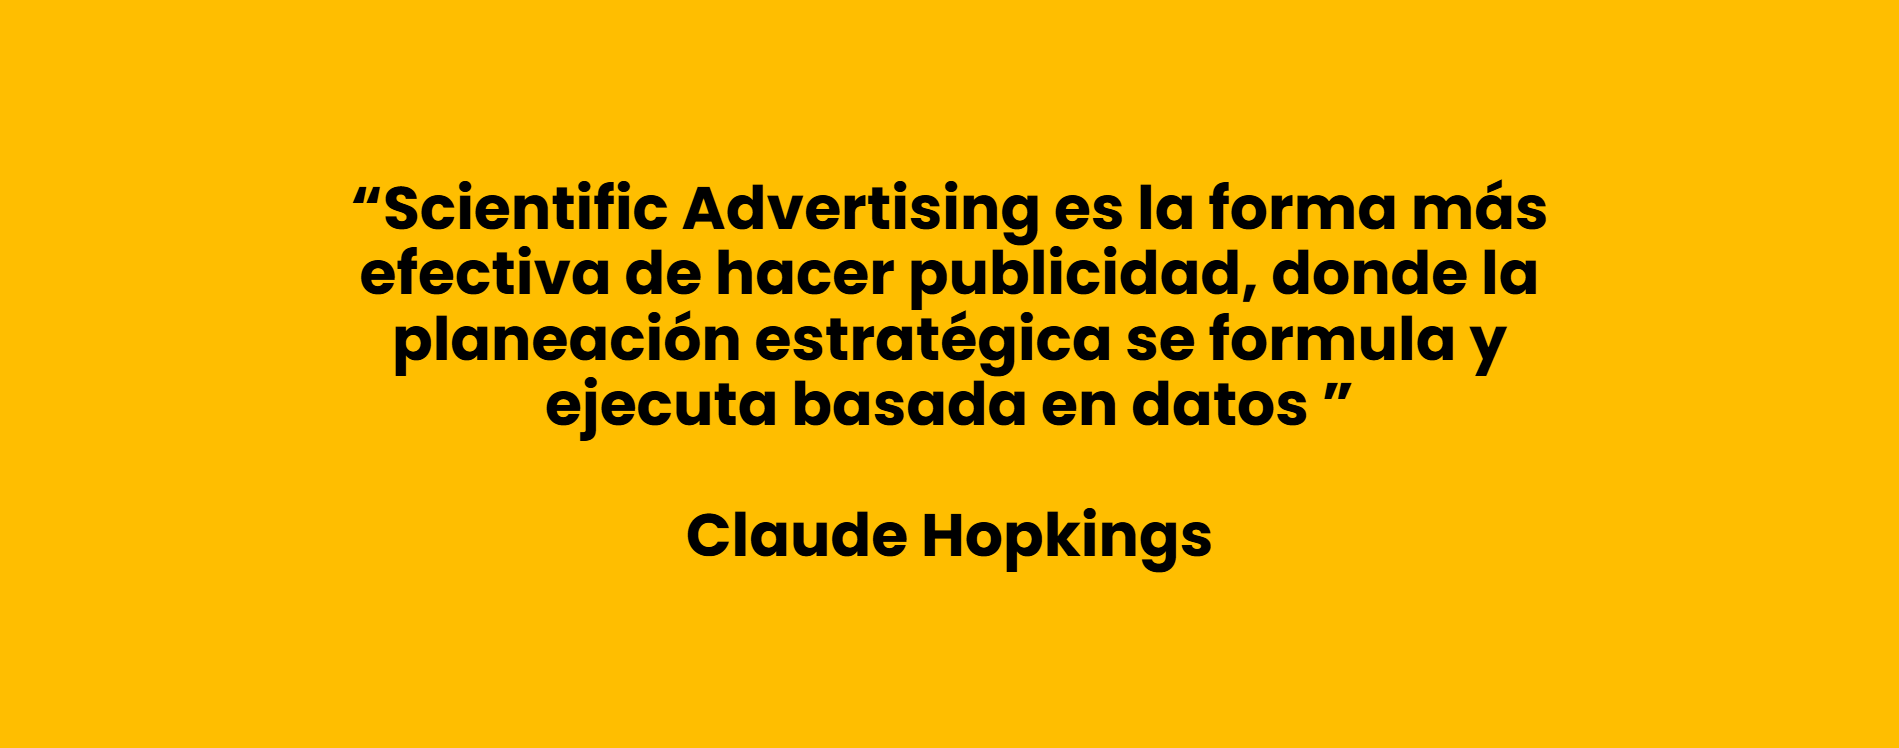 “Scientific Advertising es la forma más
efectiva de hacer publicidad, donde la
planeación estratégica se formula y
ejecuta basada en datos ”
Claude Hopkings